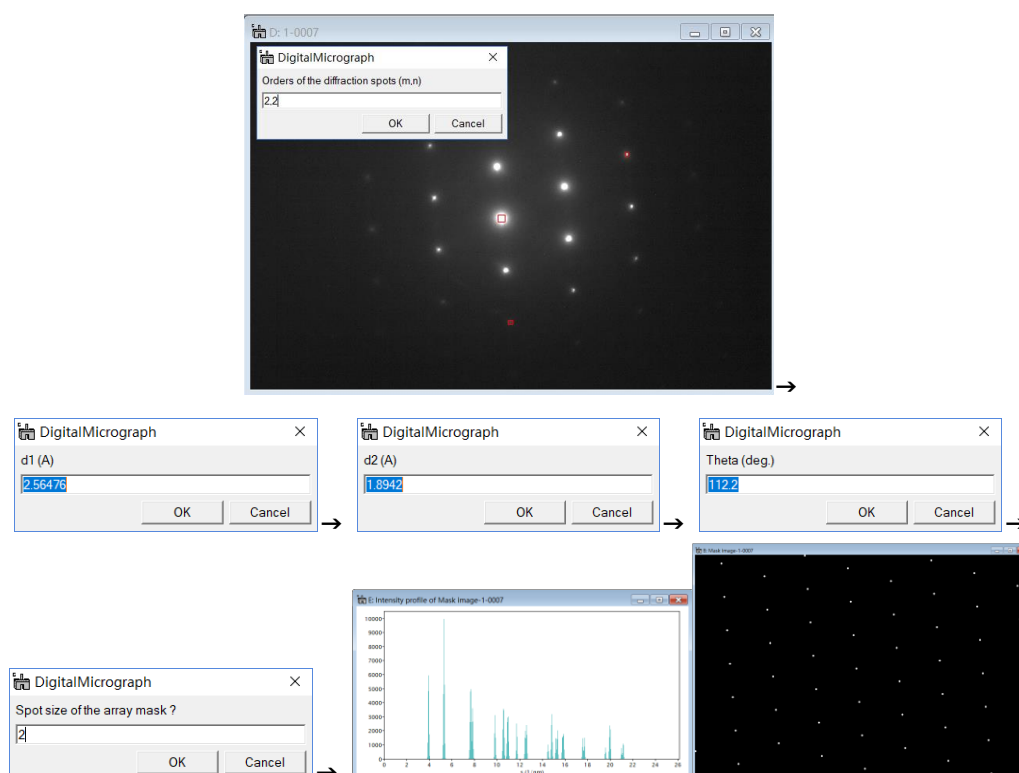 D: 1-0007
DigitalMicrograph
Orders of the diffraction spots (m,n)
2.2
OK Cancel
→
DigitalMicrograph
d1 (A)
2.56476
OK Cancel
→
DigitalMicrograph
d2 (A)
1.8942
OK Cancel
→
DigitalMicrograph
Theta (deg.)
112.2
OK Cancel
→
DigitalMicrograph
Spot size of the array mask ?
2
OK Cancel
→
E: Intensity profile of Mask image-1-0007
10000
9000
8000
7000
6000
5000
4000
3000
2000
1000
0
0 2 4 6 8 10 12 14 16 18 20 22 24 26
B: Mask image-1-0007